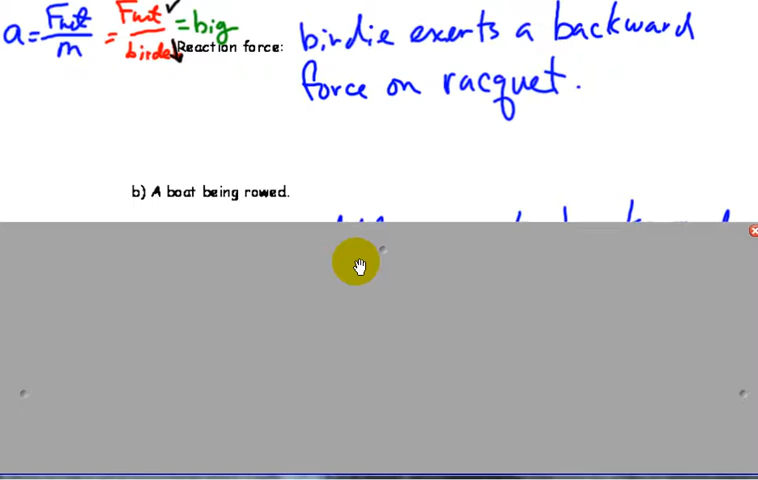 a = Fnet / m = Fnet / birdie = big
Reaction force: birdie exerts a backward
force on racquet.
b) A boat being rowed.